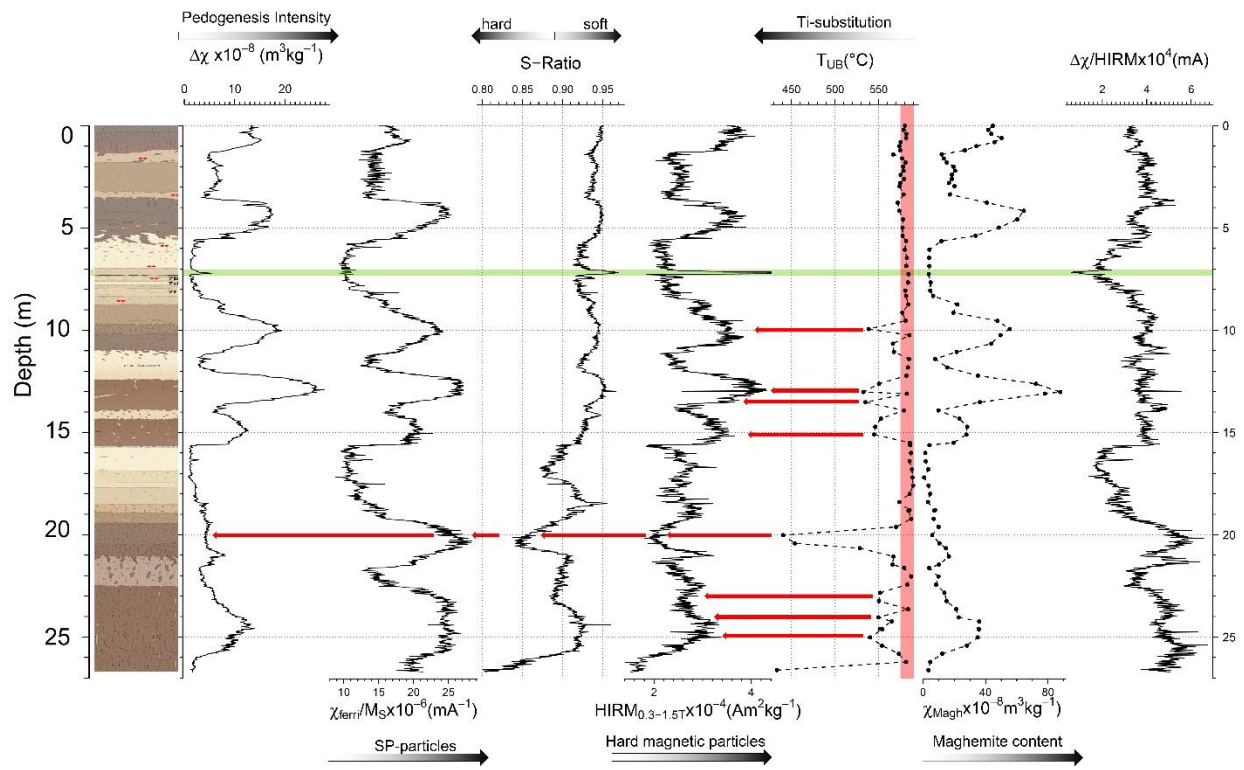 Pedogenesis Intensity
Δχ x10⁻⁸ (m³kg⁻¹)
0 10 20
hard soft
S−Ratio
0.80 0.85 0.90 0.95
Ti-substitution
T_UB(°C)
450 550
Δχ/HIRMx10⁴(mA)
2 4 6
Depth (m)
0 0
5 5
10 10
15 15
20 20
25 25
10 15 20 25
χ_ferri/M_S x10⁻⁶(mA⁻¹)
SP-particles
2 4
HIRM_0.3−1.5T x10⁻⁴(Am²kg⁻¹)
Hard magnetic particles
0 40 80
χ_Magh x10⁻⁸m³kg⁻¹)
Maghemite content